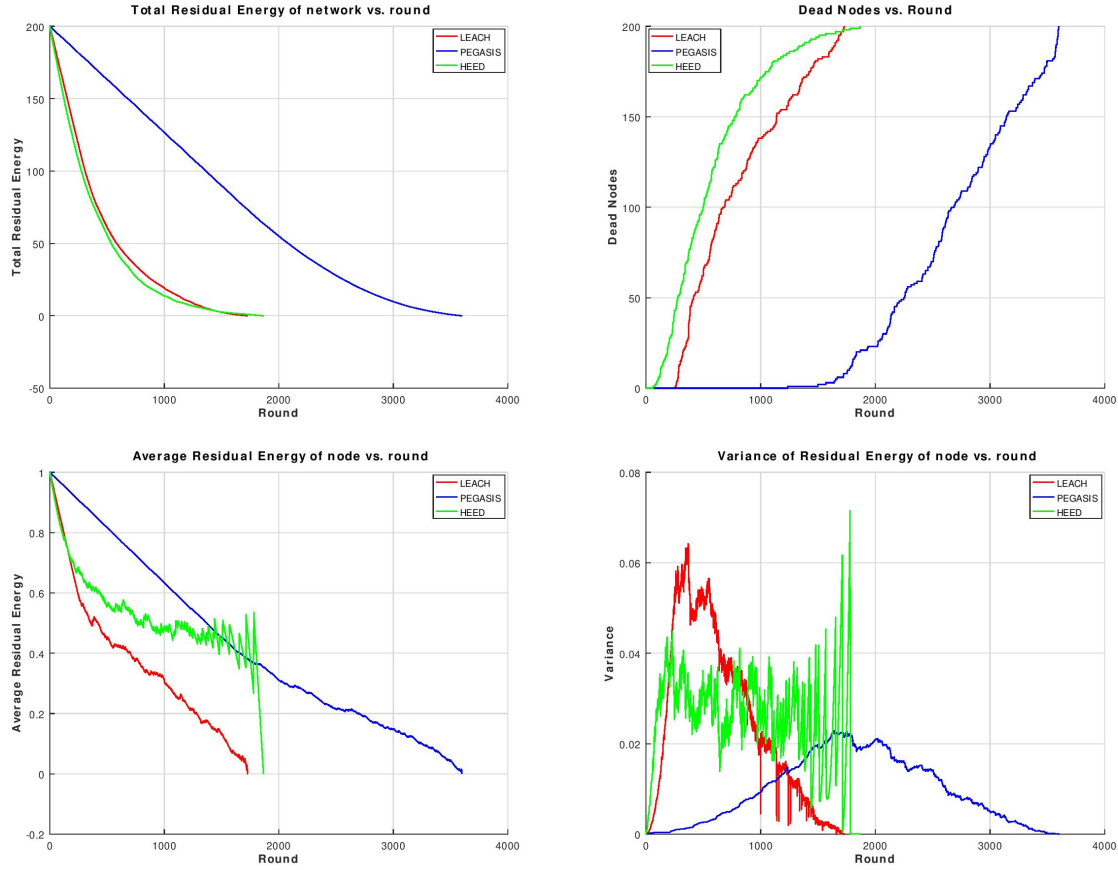 Total Residual Energy of network vs. round
200
150
100
50
0
-50
0 1000 2000 3000 4000
Total Residual Energy
Round
LEACH
PEGASIS
HEED
Dead Nodes vs. Round
200
150
100
50
0
0 1000 2000 3000 4000
Dead Nodes
Round
LEACH
PEGASIS
HEED
Average Residual Energy of node vs. round
1
0.8
0.6
0.4
0.2
0
-0.2
0 1000 2000 3000 4000
Average Residual Energy
Round
LEACH
PEGASIS
HEED
Variance of Residual Energy of node vs. round
0.08
0.06
0.04
0.02
0
0 1000 2000 3000 4000
Variance
Round
LEACH
PEGASIS
HEED